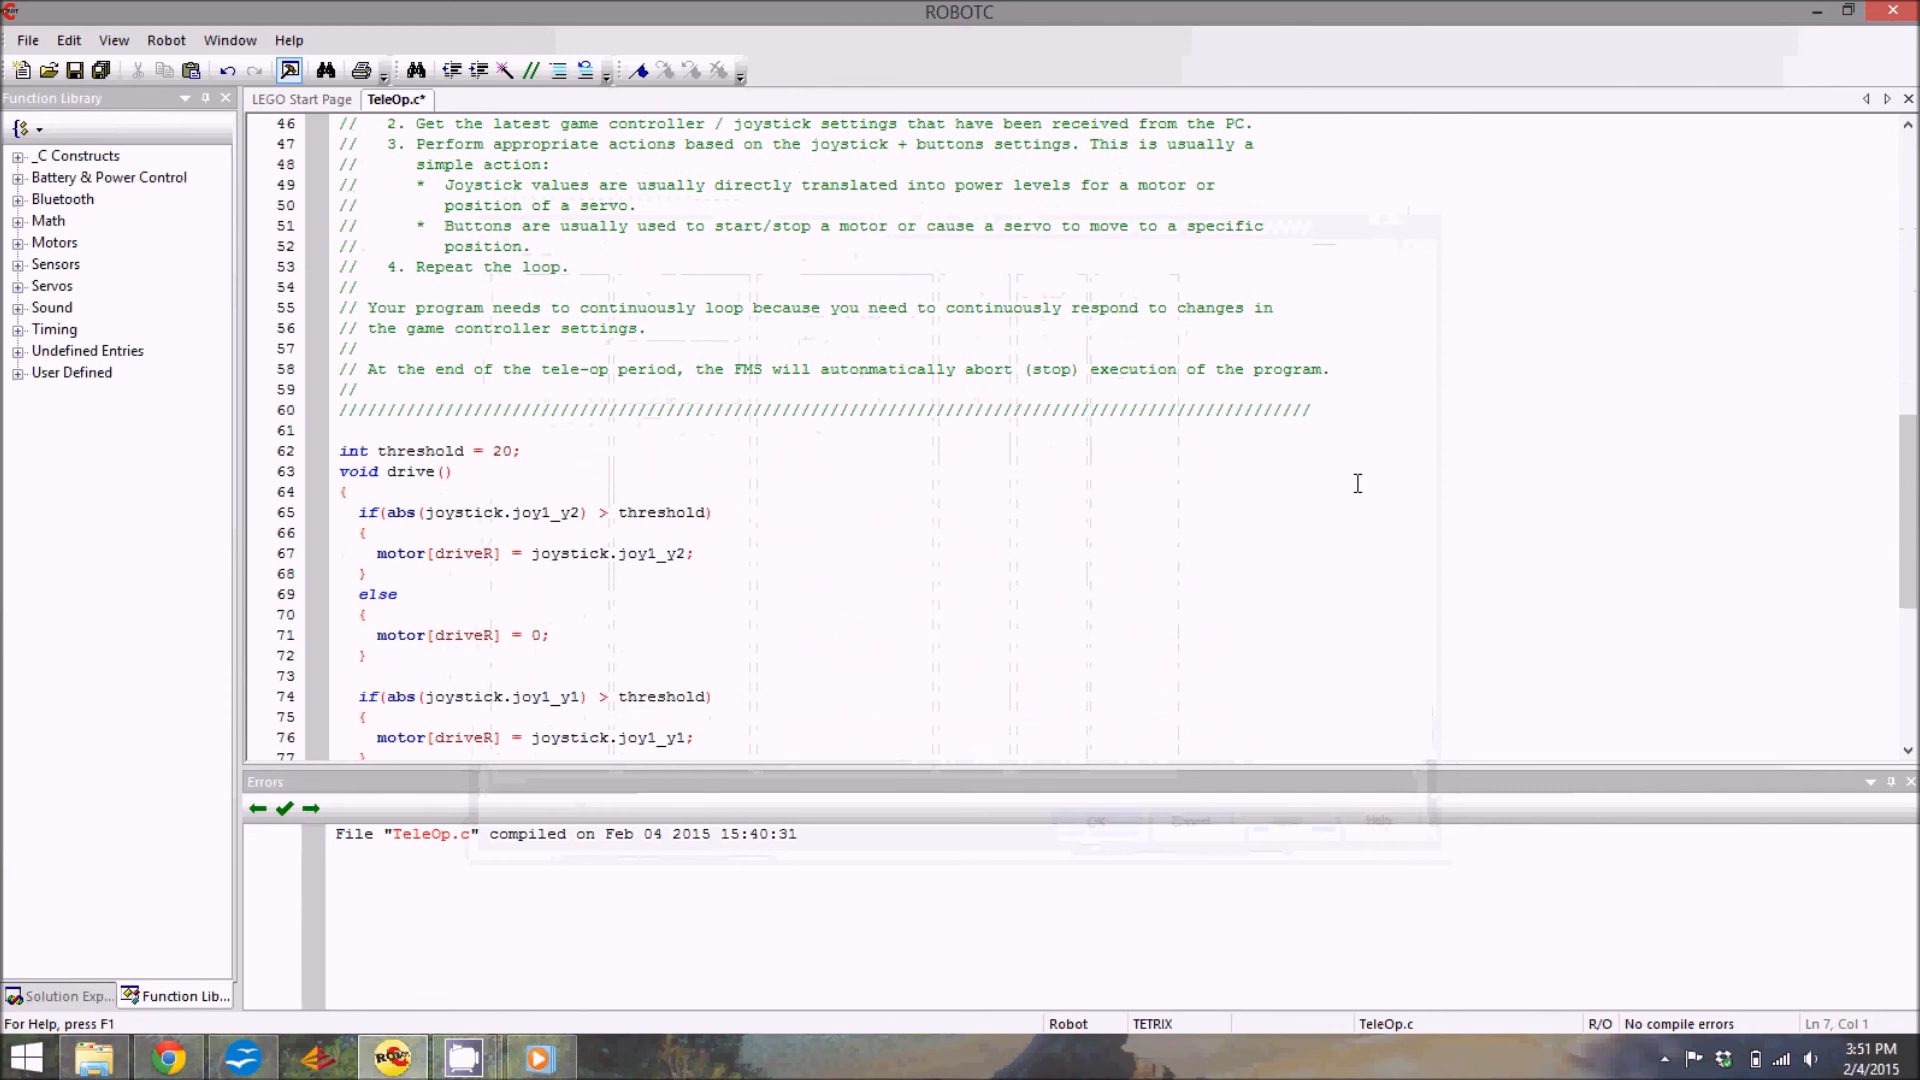 ROBOTC
File Edit View Robot Window Help
Function Library
LEGO Start Page TeleOp.c*
_C Constructs
Battery & Power Control
Bluetooth
Math
Motors
Sensors
Servos
Sound
Timing
Undefined Entries
User Defined
46 // 2. Get the latest game controller / joystick settings that have been received from the PC.
47 // 3. Perform appropriate actions based on the joystick + buttons settings. This is usually a
48 // simple action:
49 // * Joystick values are usually directly translated into power levels for a motor or
50 // position of a servo.
51 // * Buttons are usually used to start/stop a motor or cause a servo to move to a specific
52 // position.
53 // 4. Repeat the loop.
54 //
55 // Your program needs to continuously loop because you need to continuously respond to changes in
56 // the game controller settings.
57 //
58 // At the end of the tele-op period, the FMS will autonmatically abort (stop) execution of the program.
59 //
60 /////////////////////////////////////////////////////////////////////////////////////////////////////
61
62 int threshold = 20;
63 void drive()
64 {
65 if(abs(joystick.joy1_y2) > threshold)
66 {
67 motor[driveR] = joystick.joy1_y2;
68 }
69 else
70 {
71 motor[driveR] = 0;
72 }
73
74 if(abs(joystick.joy1_y1) > threshold)
75 {
76 motor[driveR] = joystick.joy1_y1;
77 }
Errors
File "TeleOp.c" compiled on Feb 04 2015 15:40:31
Solution Exp... Function Lib...
For Help, press F1 Robot TETRIX TeleOp.c R/O No compile errors Ln 7, Col 1
3:51 PM
2/4/2015